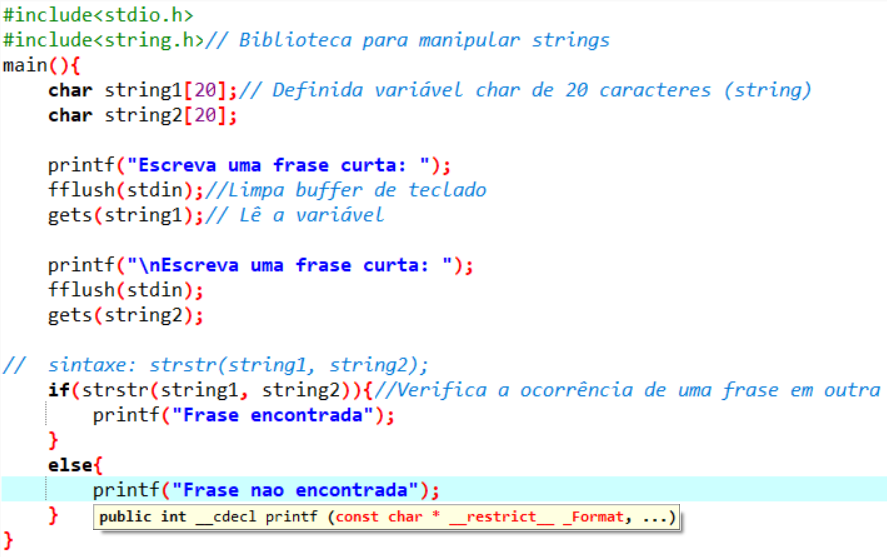 #include<stdio.h>
#include<string.h>// Biblioteca para manipular strings
main(){
char string1[20];// Definida variável char de 20 caracteres (string)
char string2[20];
printf("Escreva uma frase curta: ");
fflush(stdin);//Limpa buffer de teclado
gets(string1);// Lê a variável
printf("\nEscreva uma frase curta: ");
fflush(stdin);
gets(string2);
// sintaxe: strstr(string1, string2);
if(strstr(string1, string2)){//Verifica a ocorrência de uma frase em outra
printf("Frase encontrada");
}
else{
printf("Frase nao encontrada");
}
public int __cdecl printf (const char * __restrict__ _Format, ...)
}